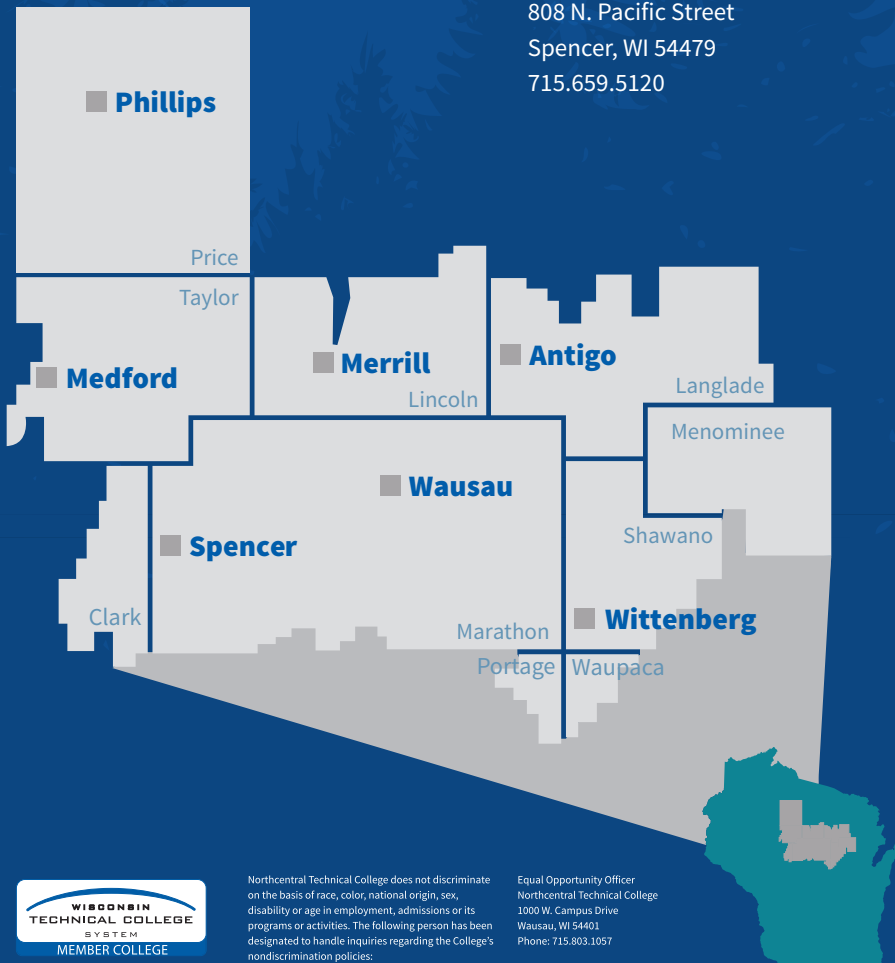 808 N. Pacific Street
Spencer, WI 54479
715.659.5120
Phillips
Price
Taylor
Medford
Merrill
Lincoln
Antigo
Langlade
Menominee
Wausau
Spencer
Shawano
Clark
Marathon
Wittenberg
Portage
Waupaca
WISCONSIN
TECHNICAL COLLEGE
SYSTEM
MEMBER COLLEGE
Northcentral Technical College does not discriminate
on the basis of race, color, national origin, sex,
disability or age in employment, admissions or its
programs or activities. The following person has been
designated to handle inquiries regarding the College's
nondiscrimination policies:
Equal Opportunity Officer
Northcentral Technical College
1000 W. Campus Drive
Wausau, WI 54401
Phone: 715.803.1057